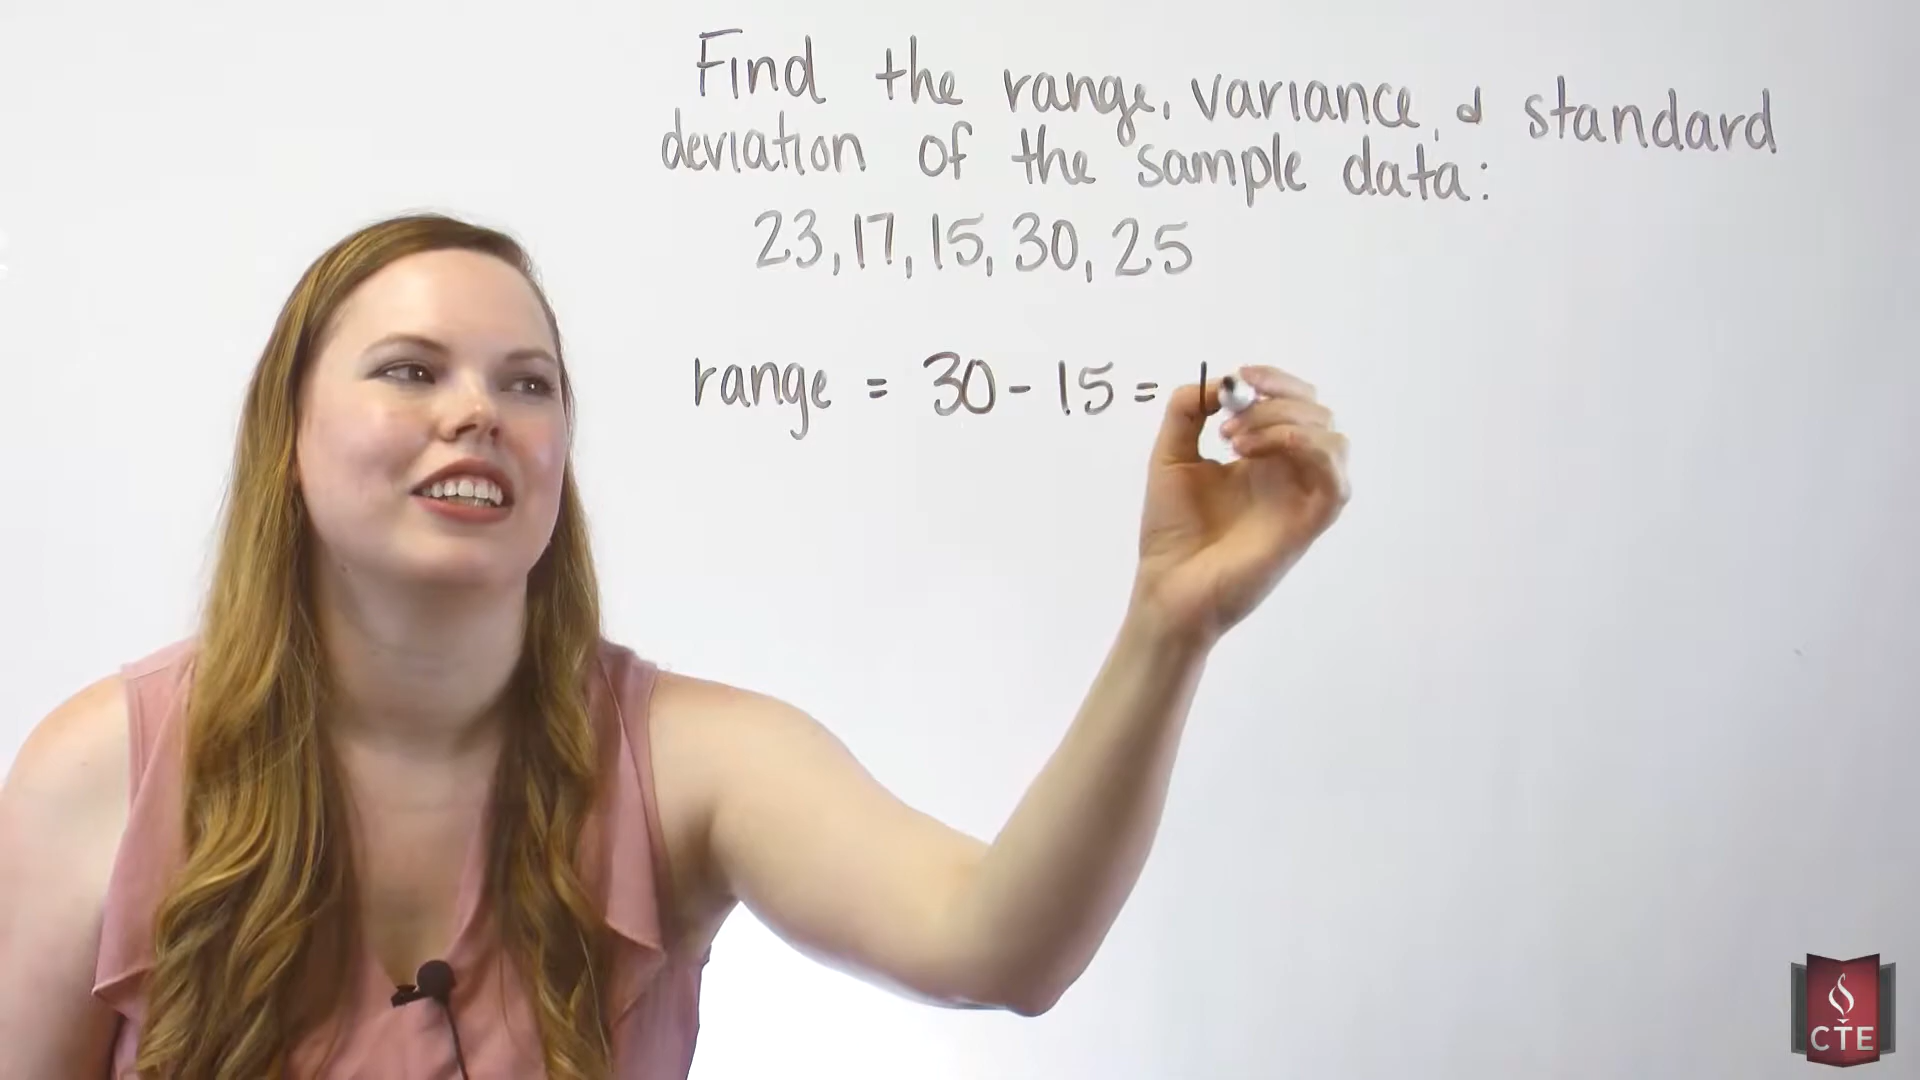 Find the range, variance, & standard
deviation of the sample data:
23, 17, 15, 30, 25
range = 30 - 15 = 1
CTE